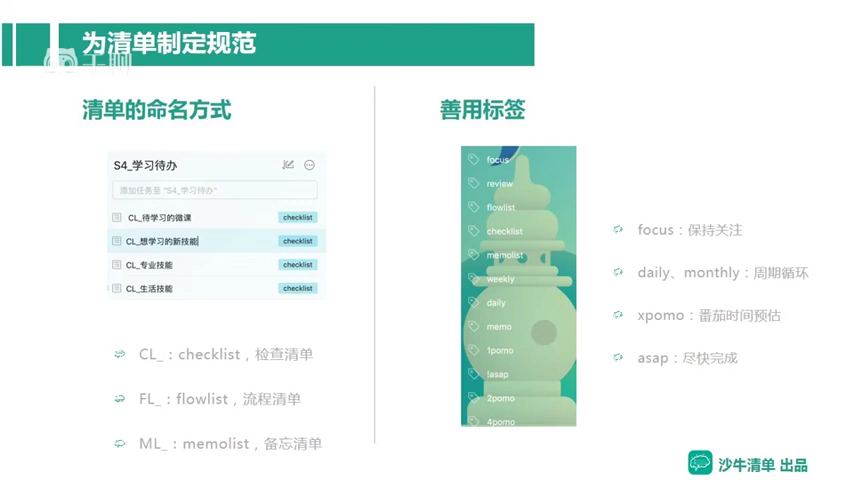 为清单制定规范
千聊
清单的命名方式
S4_学习待办
添加任务至 "S4_学习待办"
CL_待学习的微课 checklist
CL_想学习的新技能 checklist
CL_专业技能 checklist
CL_生活技能 checklist
CL_：checklist，检查清单
FL_：flowlist，流程清单
ML_：memolist，备忘清单
善用标签
focus
review
flowlist
checklist
memolist
weekly
daily
memo
1pomo
!asap
2pomo
4pomo
focus：保持关注
daily、monthly：周期循环
xpomo：番茄时间预估
asap：尽快完成
沙牛清单 出品